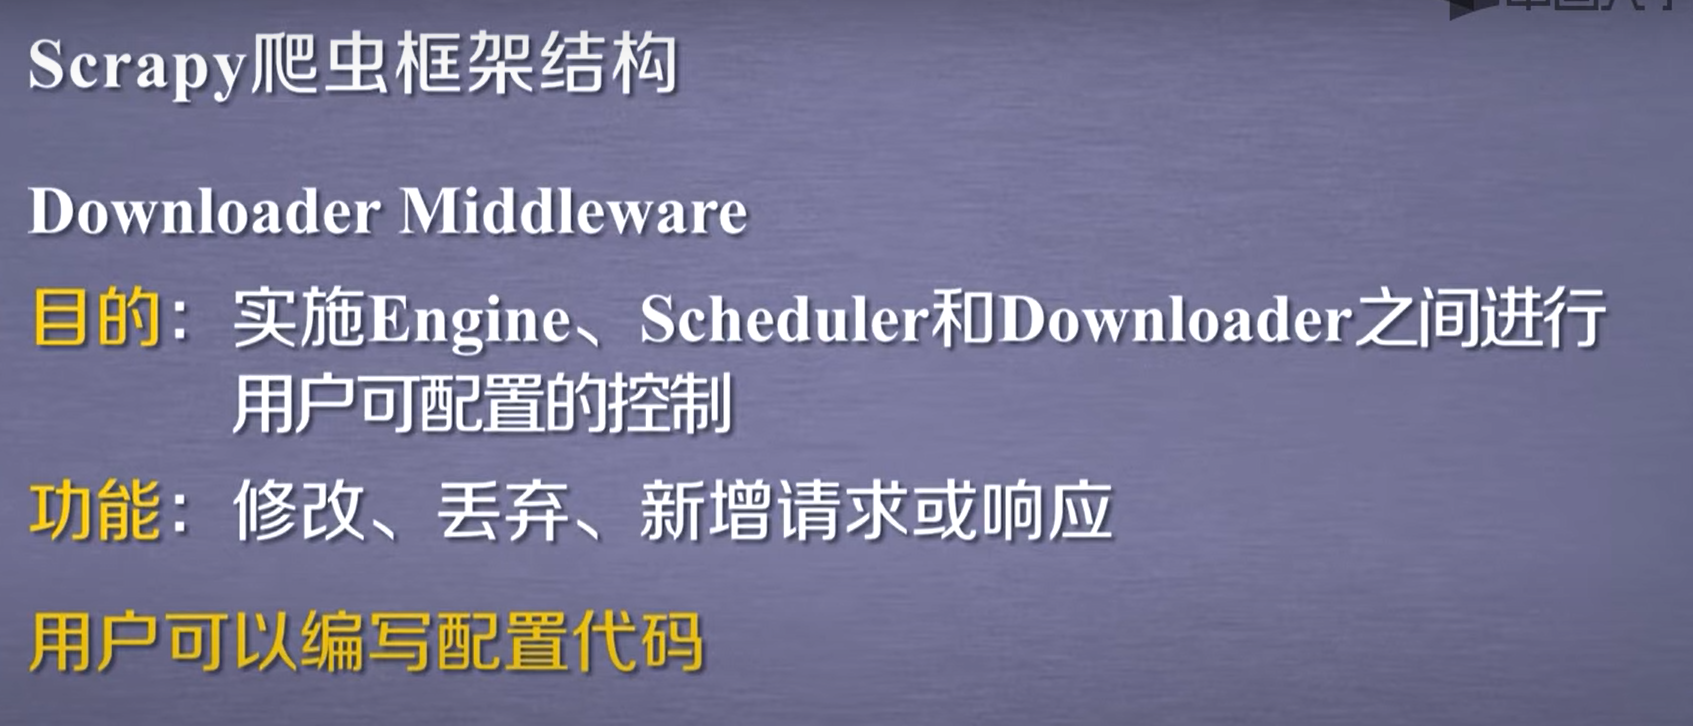 Scrapy爬虫框架结构
Downloader Middleware
目的：实施Engine、Scheduler和Downloader之间进行
用户可配置的控制
功能：修改、丢弃、新增请求或响应
用户可以编写配置代码